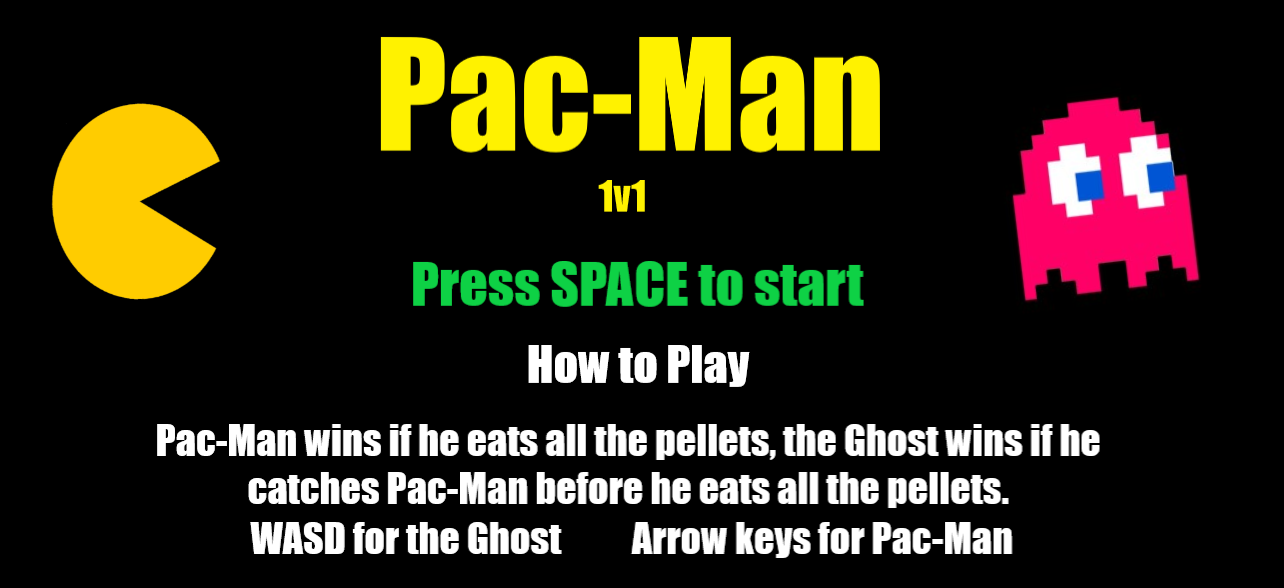 Pac-Man
1v1
Press SPACE to start
How to Play
Pac-Man wins if he eats all the pellets, the Ghost wins if he
catches Pac-Man before he eats all the pellets.
WASD for the Ghost Arrow keys for Pac-Man